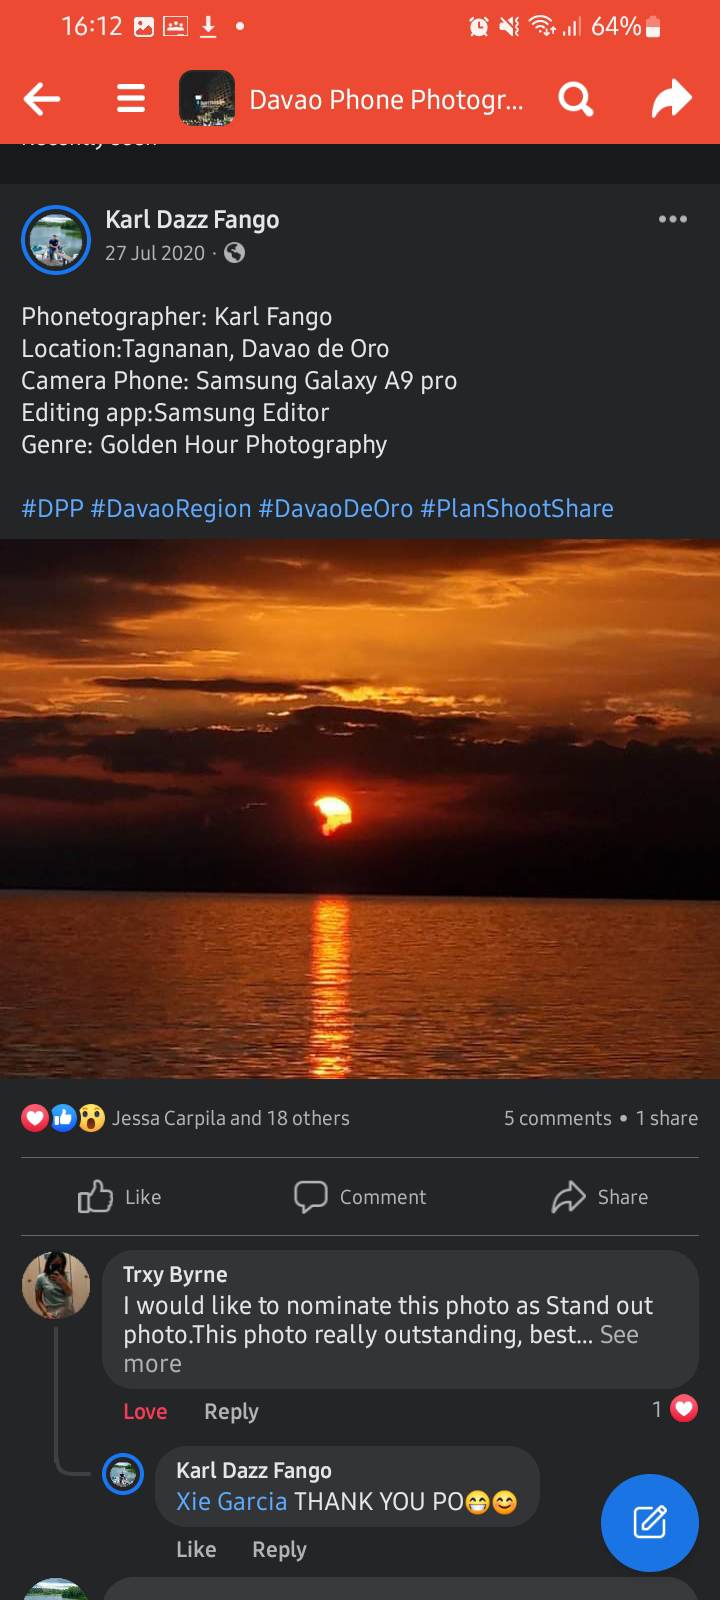 16:12
64%
Davao Phone Photogr...
Karl Dazz Fango
27 Jul 2020 ·
Phonetographer: Karl Fango
Location:Tagnanan, Davao de Oro
Camera Phone: Samsung Galaxy A9 pro
Editing app:Samsung Editor
Genre: Golden Hour Photography
#DPP #DavaoRegion #DavaoDeOro #PlanShootShare
Jessa Carpila and 18 others
5 comments • 1 share
Like
Comment
Share
Trxy Byrne
I would like to nominate this photo as Stand out
photo.This photo really outstanding, best... See
more
Love
Reply
1
Karl Dazz Fango
Xie Garcia THANK YOU PO😁😊
Like
Reply